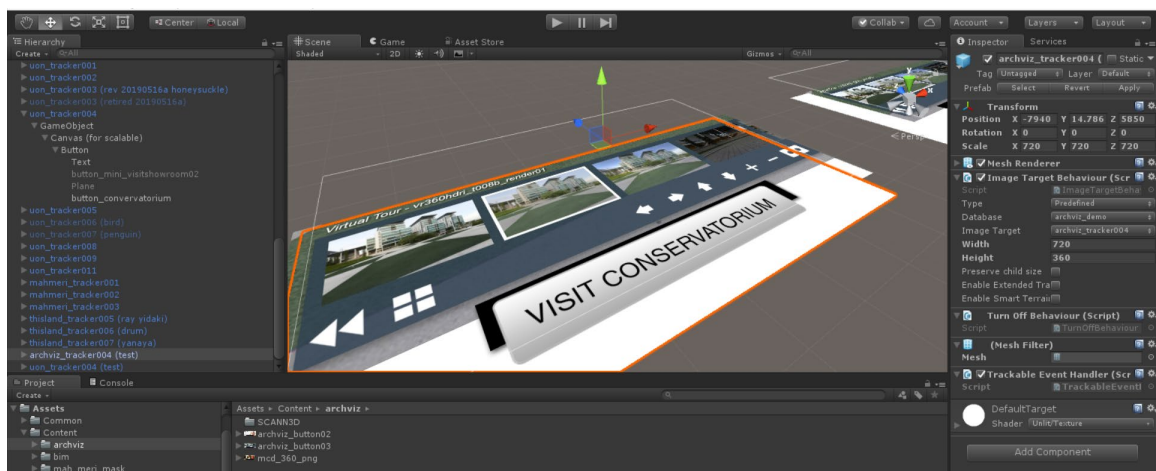 Center Local
Collab
Account Layers Layout
Hierarchy
Create All
uon_tracker001
uon_tracker002
uon_tracker003 (rev 20190516a honeysuckle)
uon_tracker003 (retired 20190516a)
uon_tracker004
GameObject
Canvas (for scalable)
Button
Text
button_mini_visitshowroom02
Plane
button_convervatorium
uon_tracker005
uon_tracker006 (bird)
uon_tracker007 (penguin)
uon_tracker008
uon_tracker009
uon_tracker011
mahmeri_tracker001
mahmeri_tracker002
mahmeri_tracker003
thisland_tracker005 (ray yidaki)
thisland_tracker006 (drum)
thisland_tracker007 (yanaya)
archviz_tracker004 (test)
uon_tracker004 (test)
Scene Game Asset Store
Shaded 2D Gizmos All
y
x
Persp
Virtual Tour - vr360hdri_t008b_render01
VISIT CONSERVATORIUM
Inspector Services
archviz_tracker004 ( Static
Tag Untagged Layer Default
Prefab Select Revert Apply
Transform
Position X -7940 Y 14.786 Z 5850
Rotation X 0 Y 0 Z 0
Scale X 720 Y 720 Z 720
Mesh Renderer
Image Target Behaviour (Scr
Script ImageTargetBeha
Type Predefined
Database archviz_demo
Image Target archviz_tracker004
Width 720
Height 360
Preserve child size
Enable Extended Tra
Enable Smart Terrai
Turn Off Behaviour (Script)
Script TurnOffBehaviour
(Mesh Filter)
Mesh
Trackable Event Handler (Scr
Script TrackableEventH
DefaultTarget
Shader Unlit/Texture
Add Component
Project Console
Create
Assets
Common
Content
archviz
bim
mah_meri_mask
Assets Content archviz
SCANN3D
archviz_button02
archviz_button03
mcd_360_png